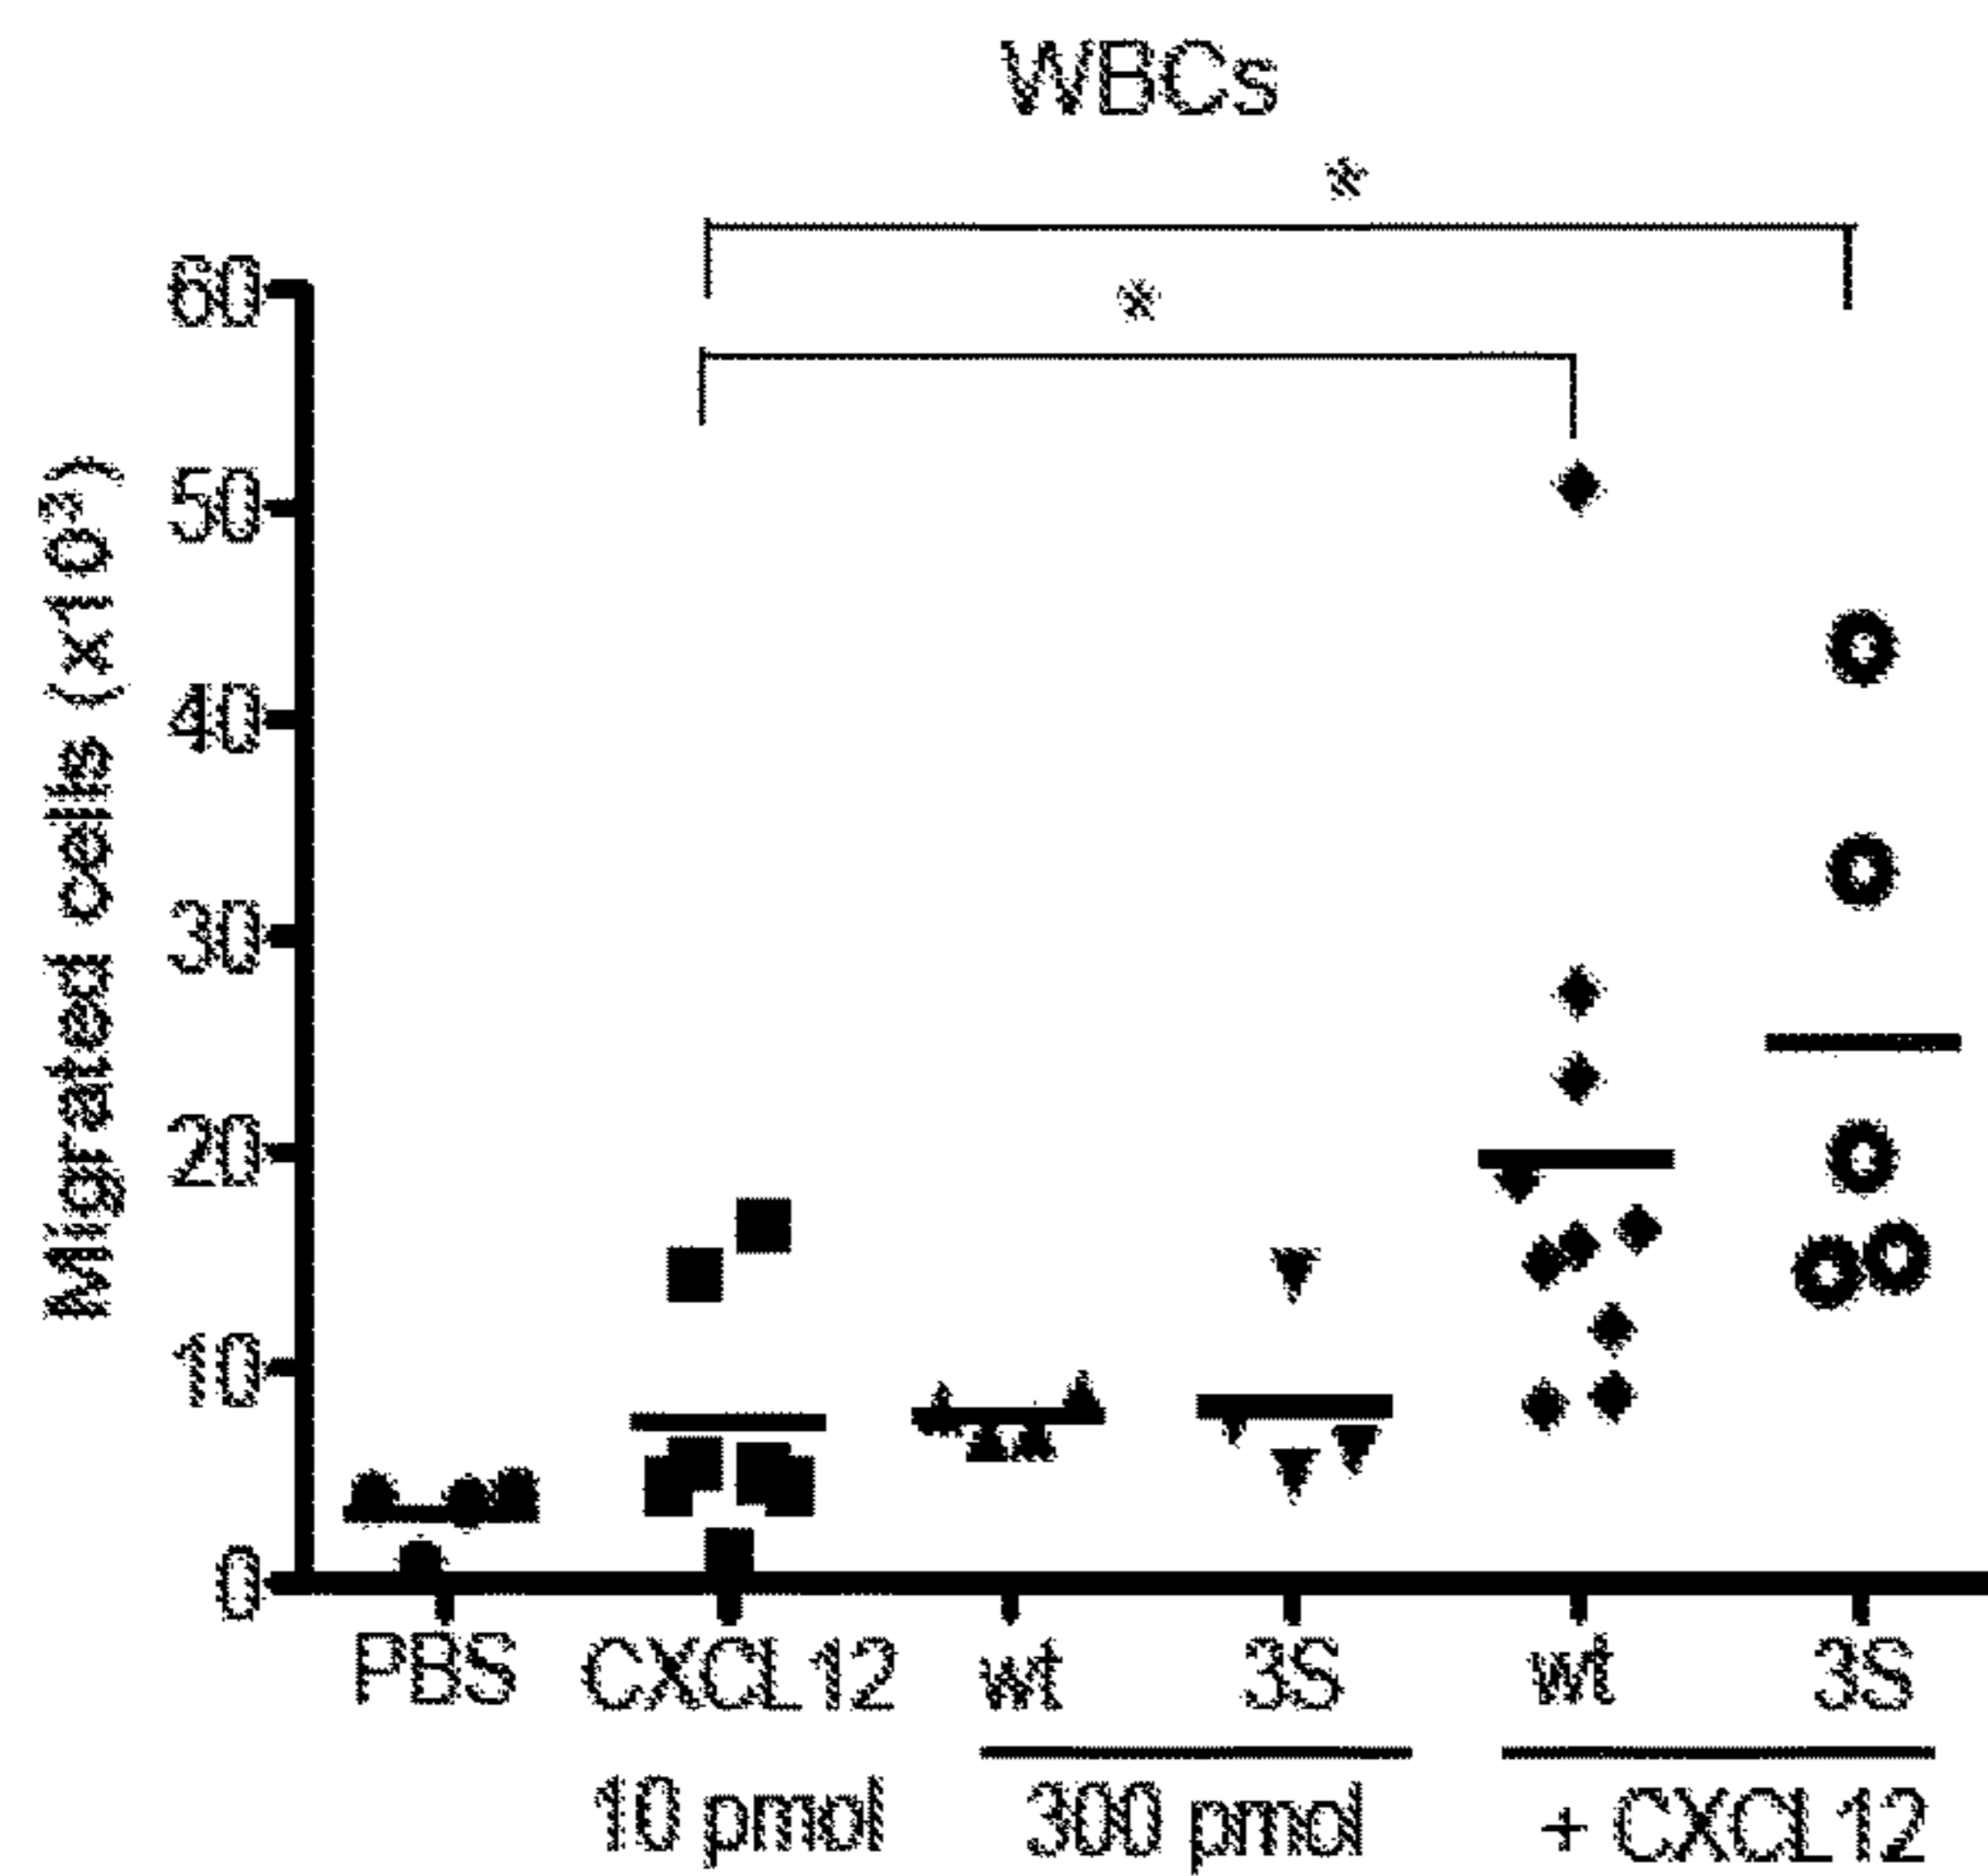 WBCs
*
*
Migrated cells (x10³)
60
50
40
30
20
10
0
PBS CXCL12 wt 3S wt 3S
10 pmol 300 pmol + CXCL12